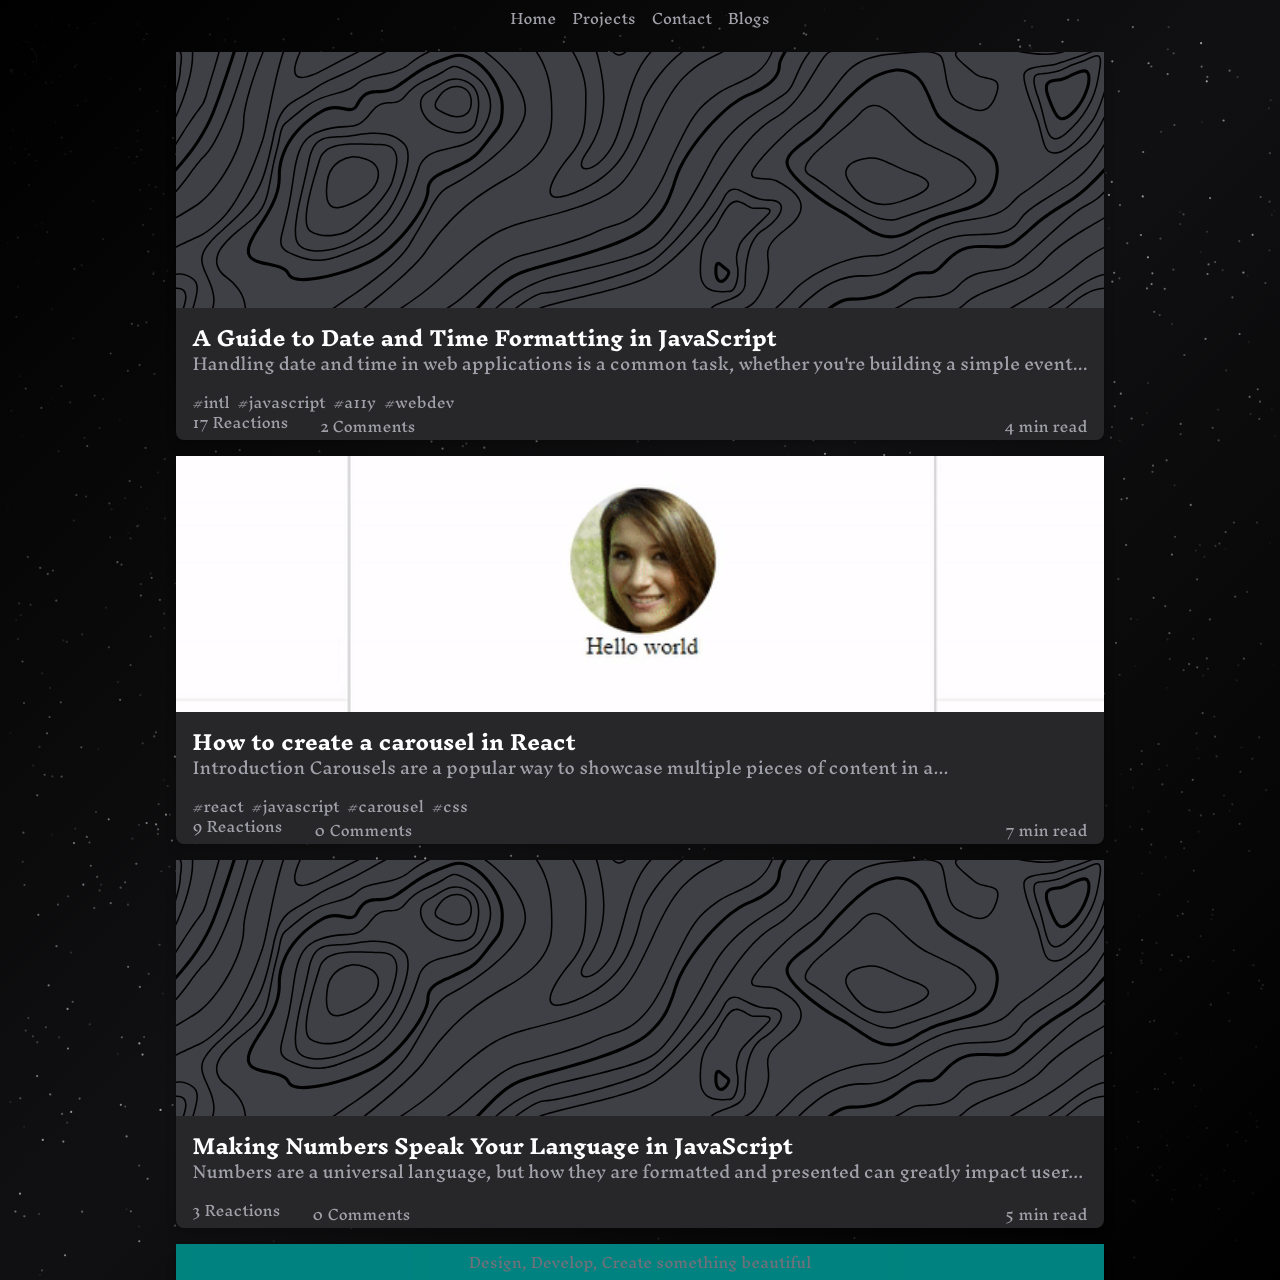 Home Projects Contact Blogs
A Guide to Date and Time Formatting in JavaScript
Handling date and time in web applications is a common task, whether you're building a simple event...
#intl #javascript #a11y #webdev
17 Reactions 2 Comments 4 min read
Hello world
How to create a carousel in React
Introduction Carousels are a popular way to showcase multiple pieces of content in a...
#react #javascript #carousel #css
9 Reactions 0 Comments 7 min read
Making Numbers Speak Your Language in JavaScript
Numbers are a universal language, but how they are formatted and presented can greatly impact user...
3 Reactions 0 Comments 5 min read
Design, Develop, Create something beautiful